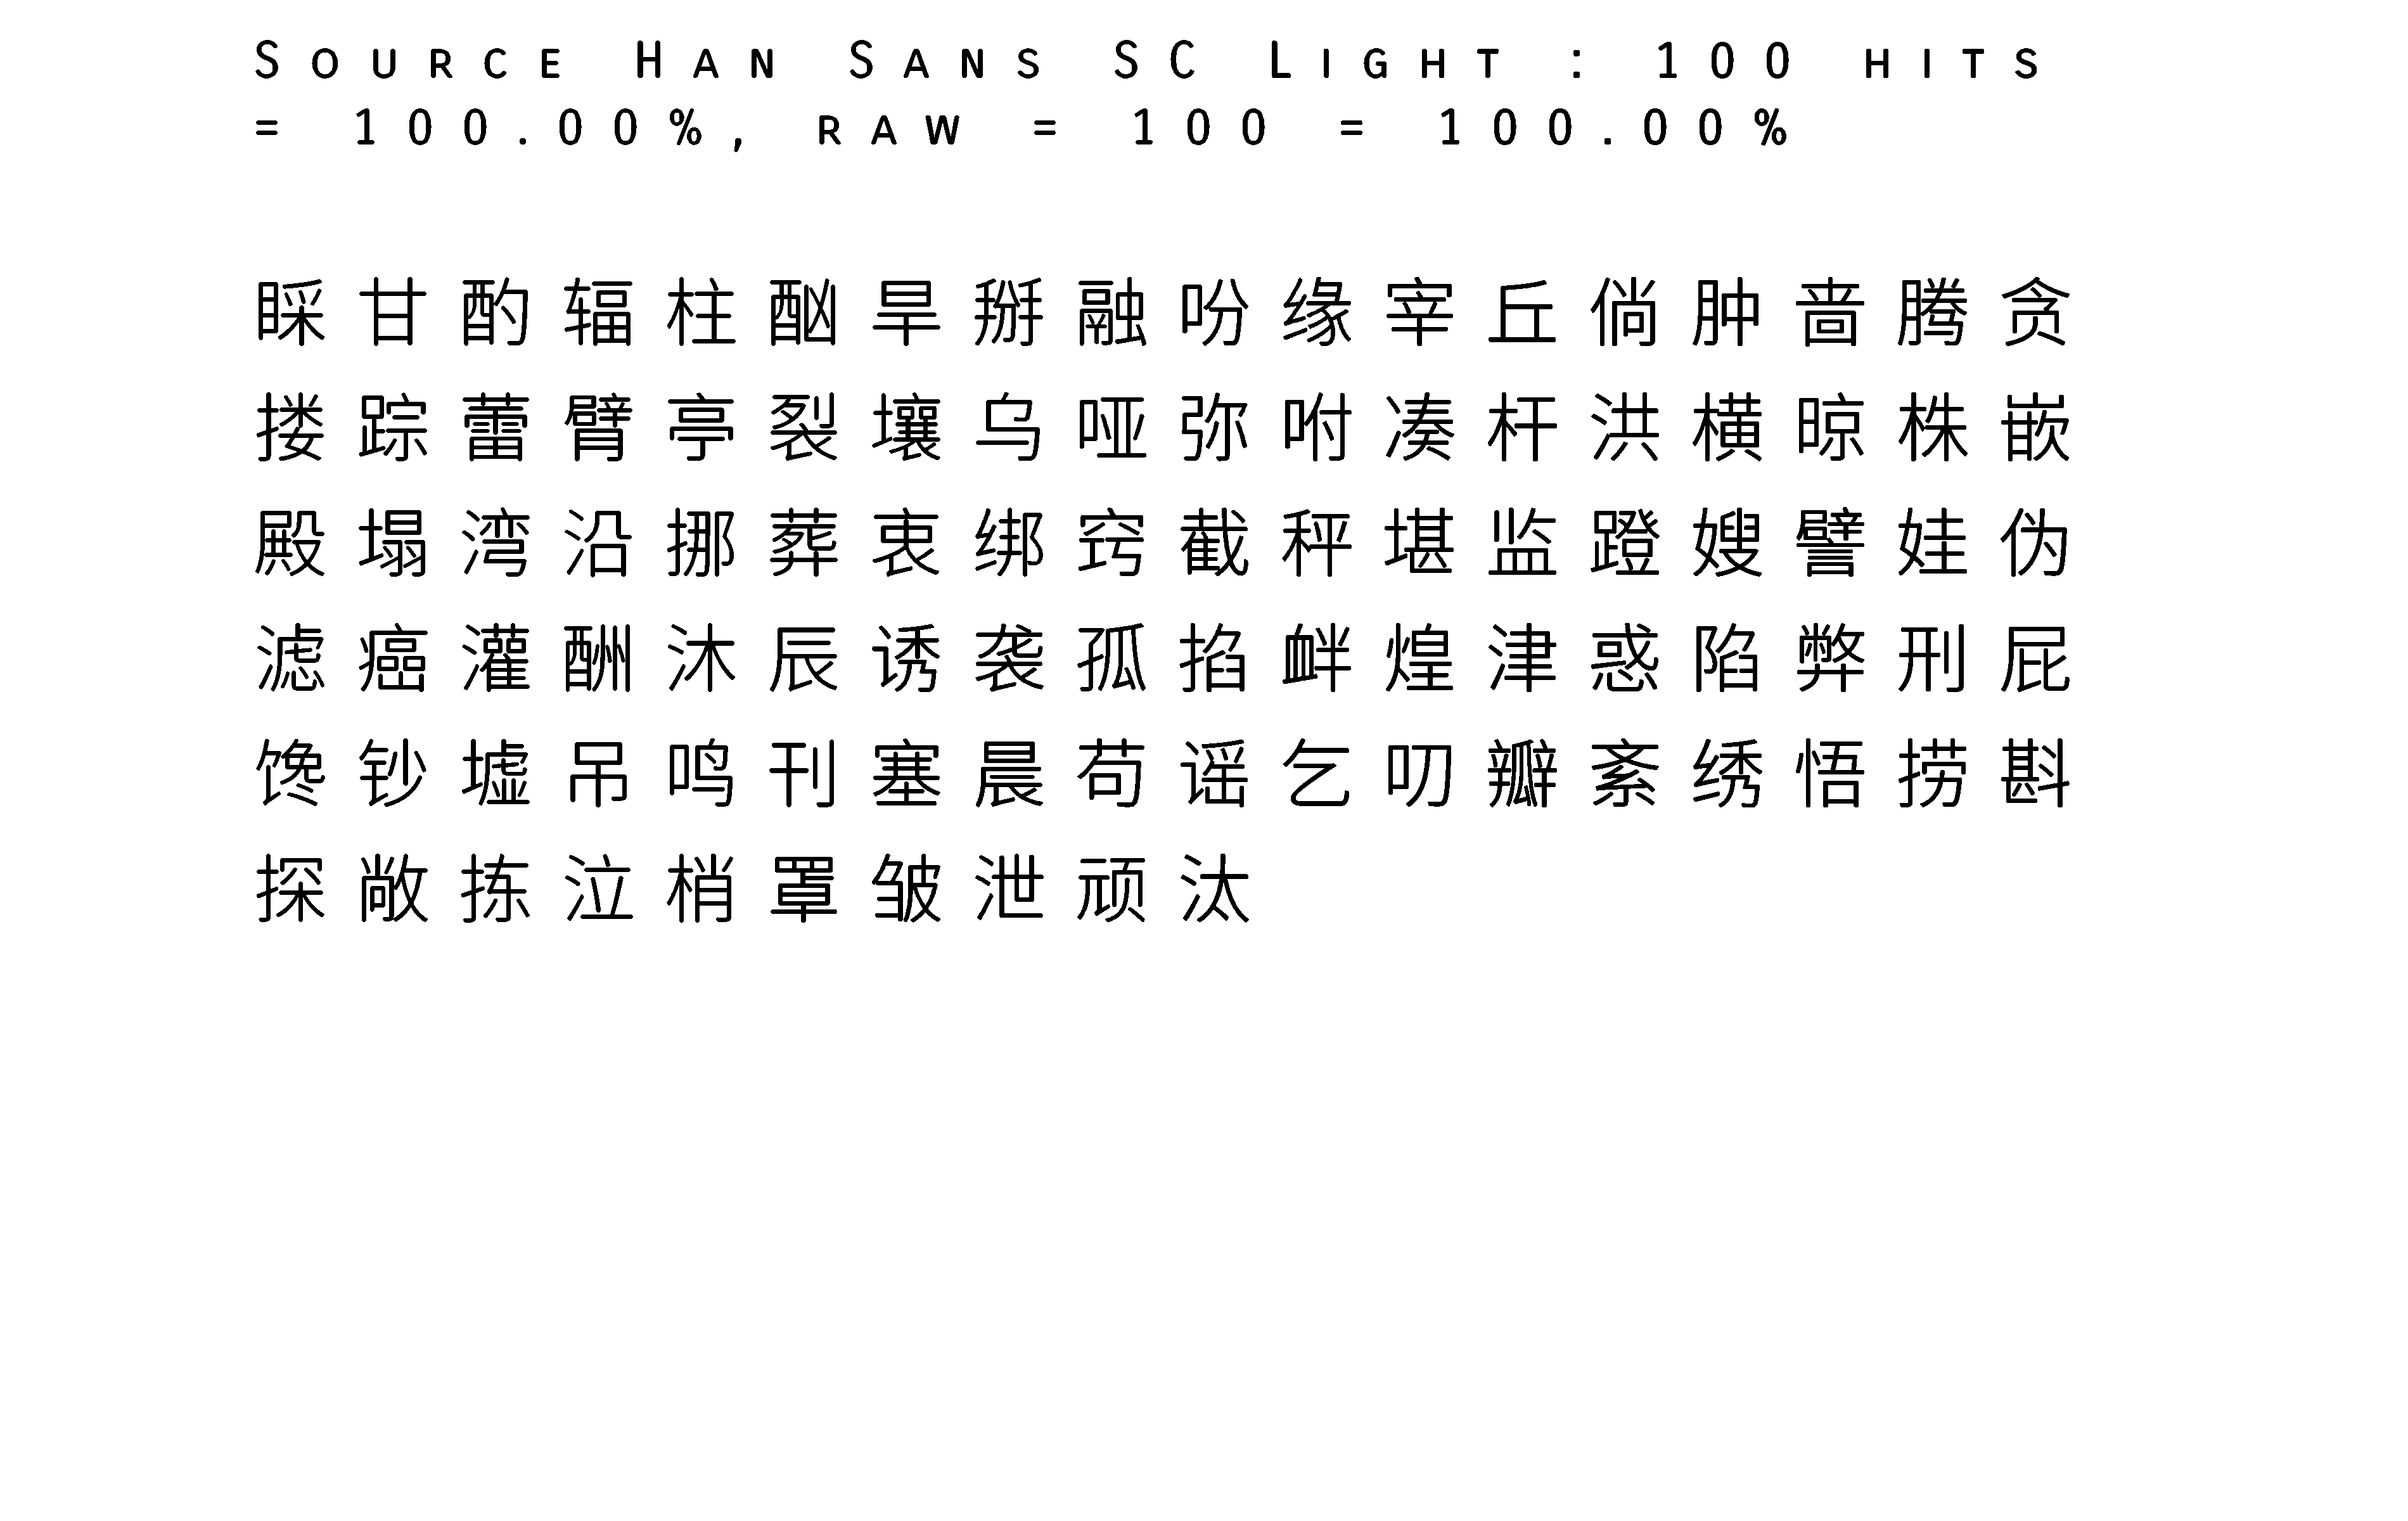 Source Han Sans SC Light : 100 hits
= 100.00%, raw = 100 = 100.00%
睬甘酌辐柱酗旱掰融吩缘宰丘倘肿啬腾贪
搂踪蕾臂亭裂壤乌哑弥咐凑杆洪横晾株嵌
殿塌湾沿挪葬衷绑窍截秤堪监蹬嫂譬娃伪
滤癌灌酬沐辰诱袭孤掐衅煌津惑陷弊刑屁
馋钞墟吊鸣刊塞晨苟谣乞叨瓣紊绣悟捞斟
探敞拣泣梢罩皱泄顽汰